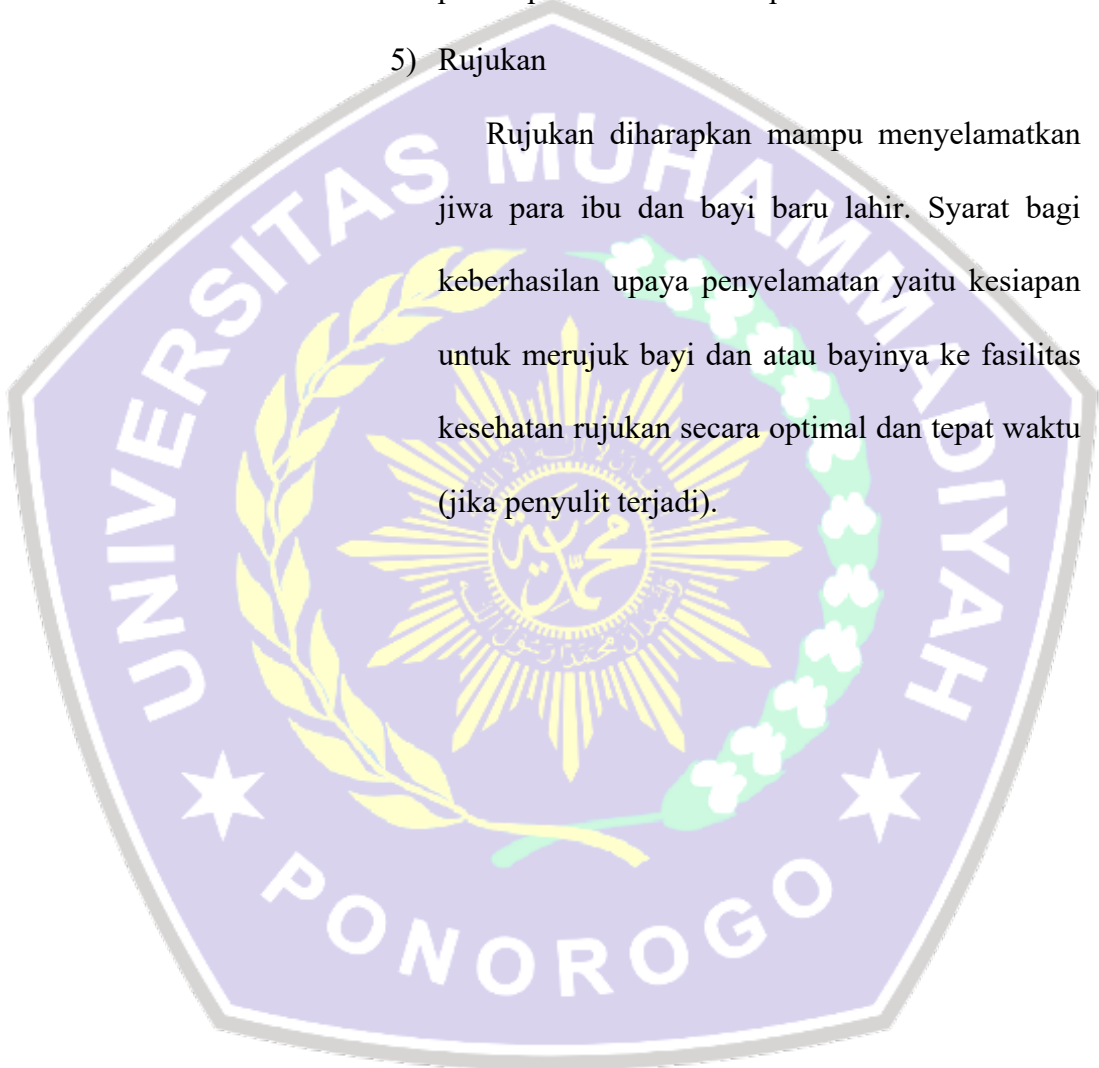 5) Rujukan
Rujukan diharapkan mampu menyelamatkan
jiwa para ibu dan bayi baru lahir. Syarat bagi
keberhasilan upaya penyelamatan yaitu kesiapan
untuk merujuk bayi dan atau bayinya ke fasilitas
kesehatan rujukan secara optimal dan tepat waktu
(jika penyulit terjadi).
UNIVERSITAS MUHAMMADIYAH
PONOROGO
محمدية